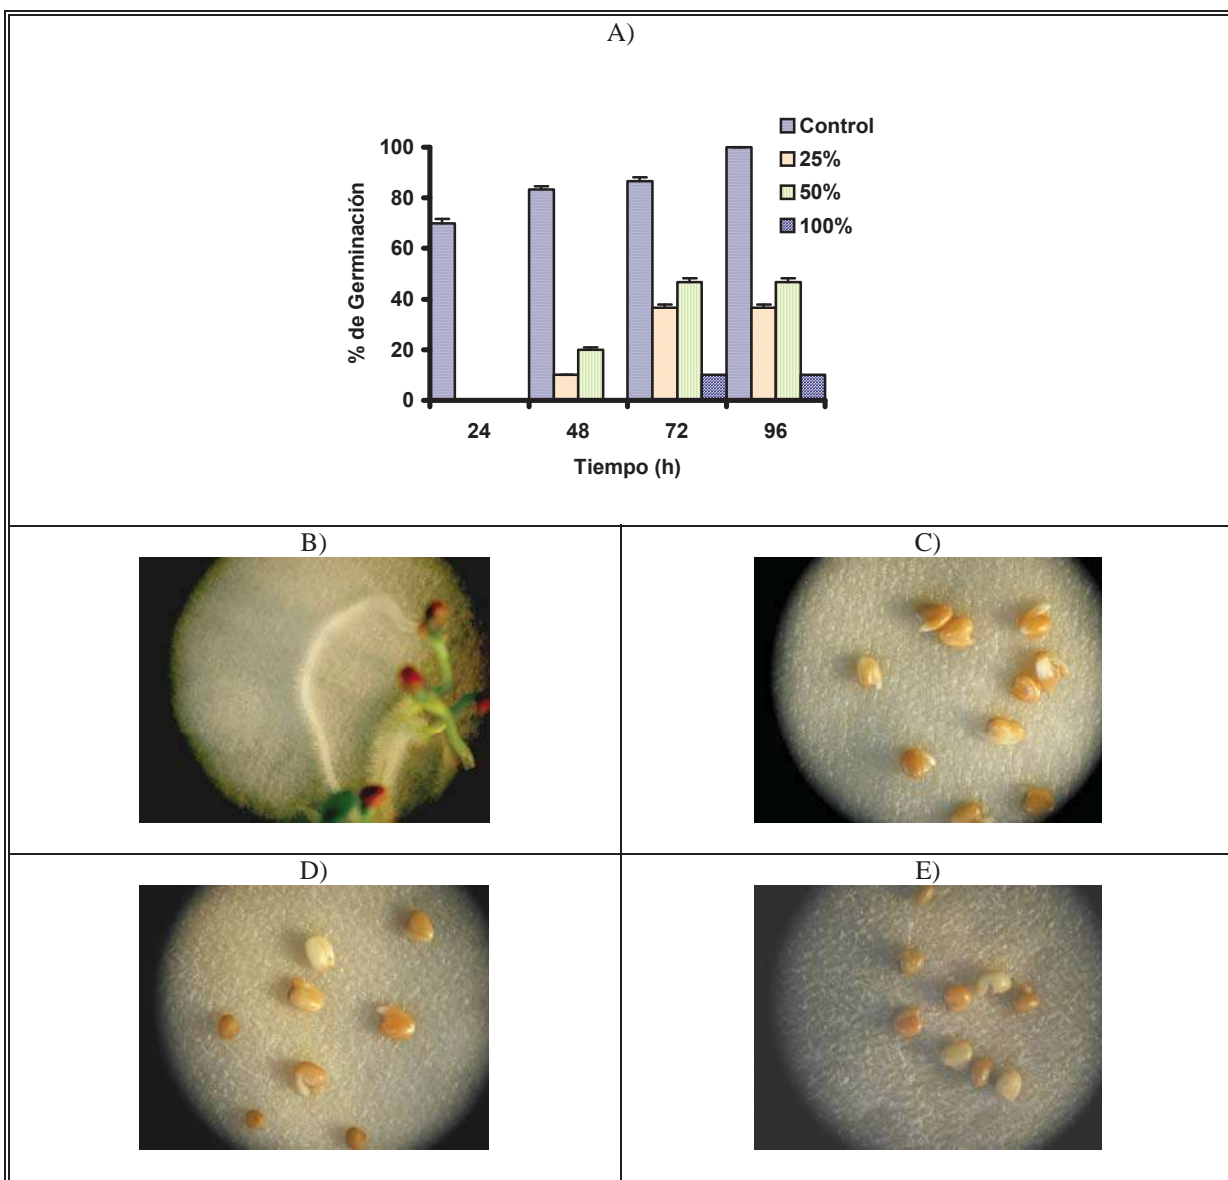 A)
Control
25%
50%
100%
% de Germinación
100
80
60
40
20
0
24
48
72
96
Tiempo (h)
B)
C)
D)
E)